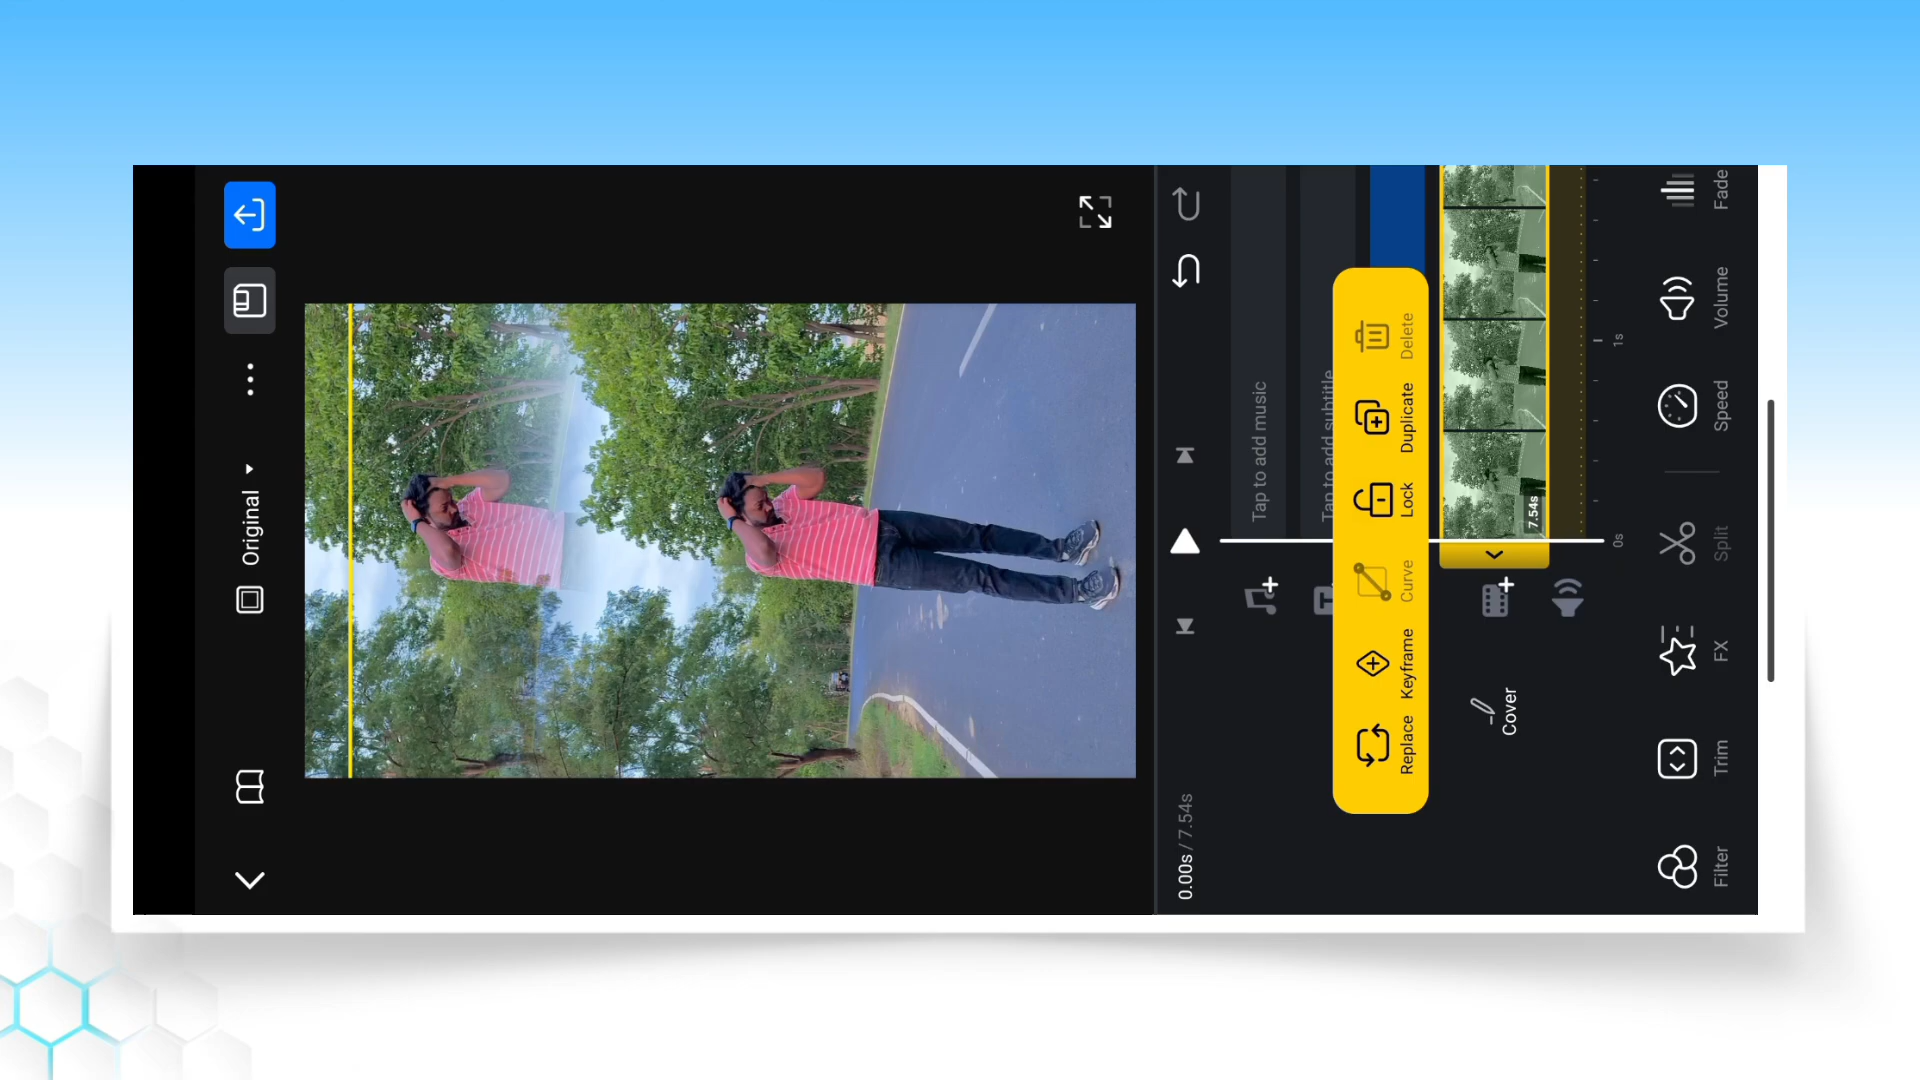 Original
0.00s / 7.54s
Tap to add music
Tap to add subtitle
Replace
Keyframe
Curve
Lock
Duplicate
Delete
Cover
7.54s
0s
1s
Filter
Trim
FX
Split
Speed
Volume
Fade